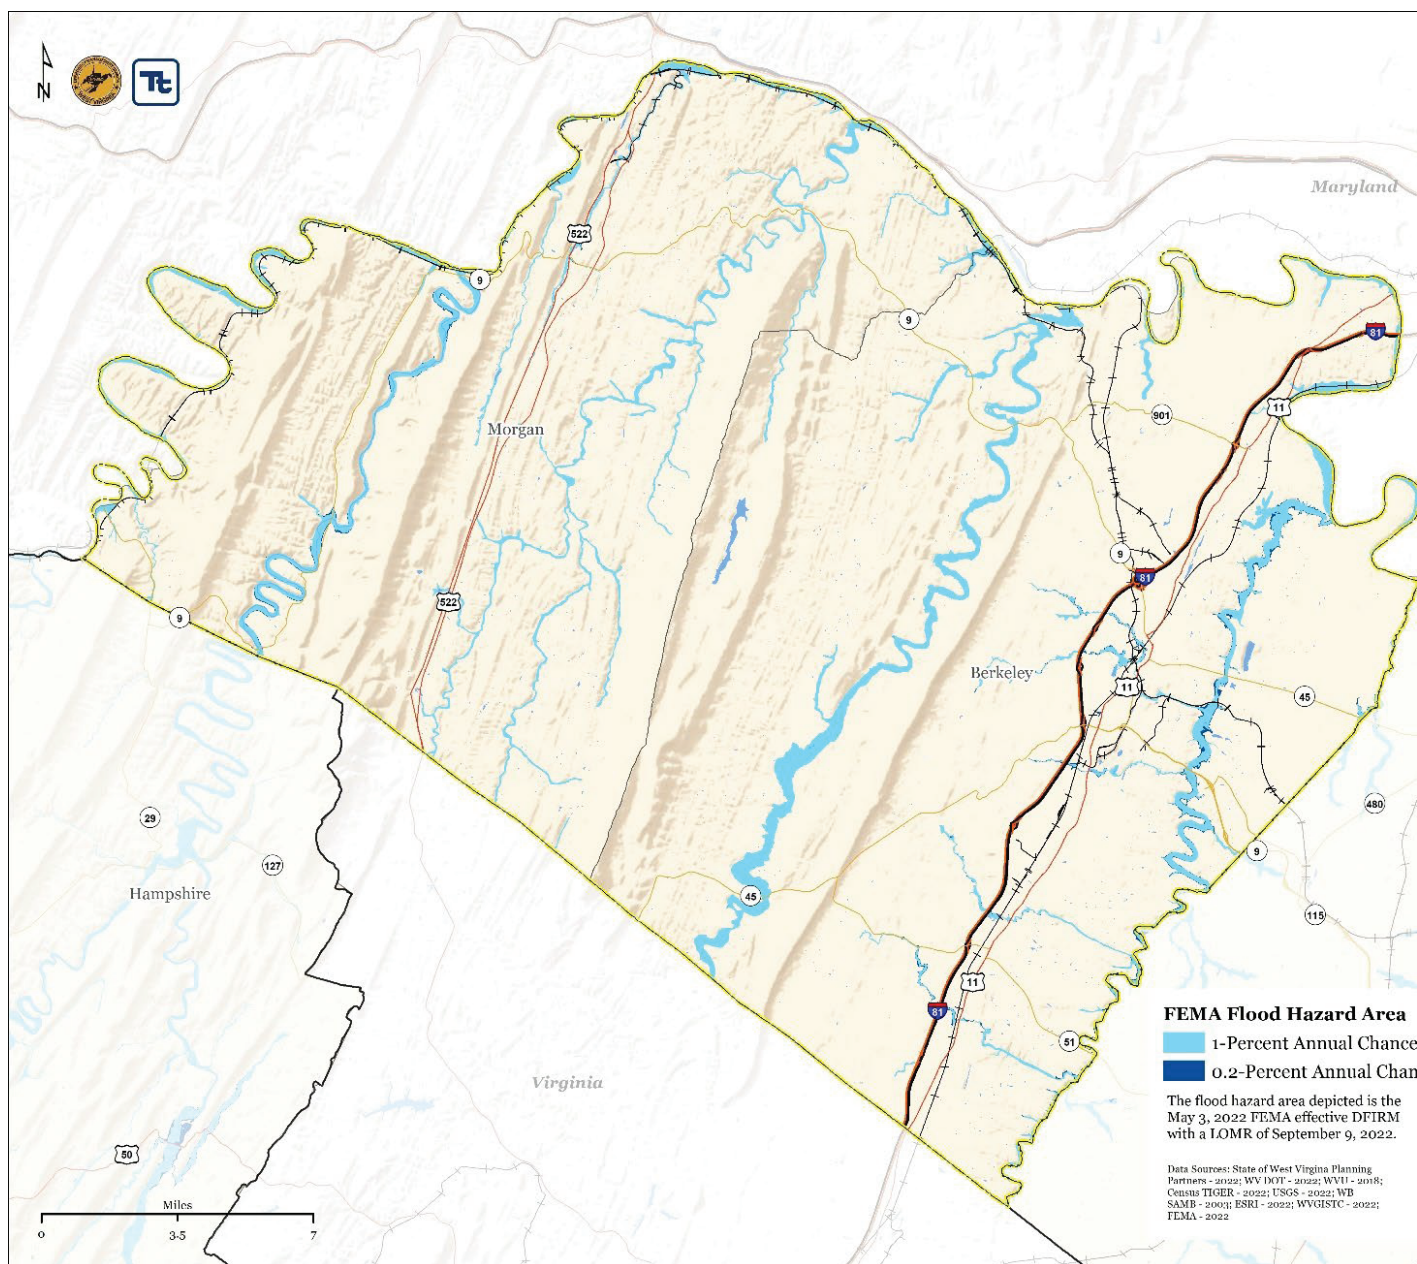 N
Tt
Maryland
522
9
9
81
11
901
Morgan
9
81
522
9
Berkeley
11
45
29
480
127
9
45
Hampshire
115
11
81
51
Virginia
50
FEMA Flood Hazard Area
1-Percent Annual Chance
0.2-Percent Annual Chan
The flood hazard area depicted is the
May 3, 2022 FEMA effective DFIRM
with a LOMR of September 9, 2022.
Data Sources: State of West Virgina Planning
Partners - 2022; WV DOT - 2022; WVU - 2018;
Census TIGER - 2022; USGS - 2022; WB
SAMB - 2003; ESRI - 2022; WVGISTC - 2022;
FEMA - 2022
Miles
0 3.5 7